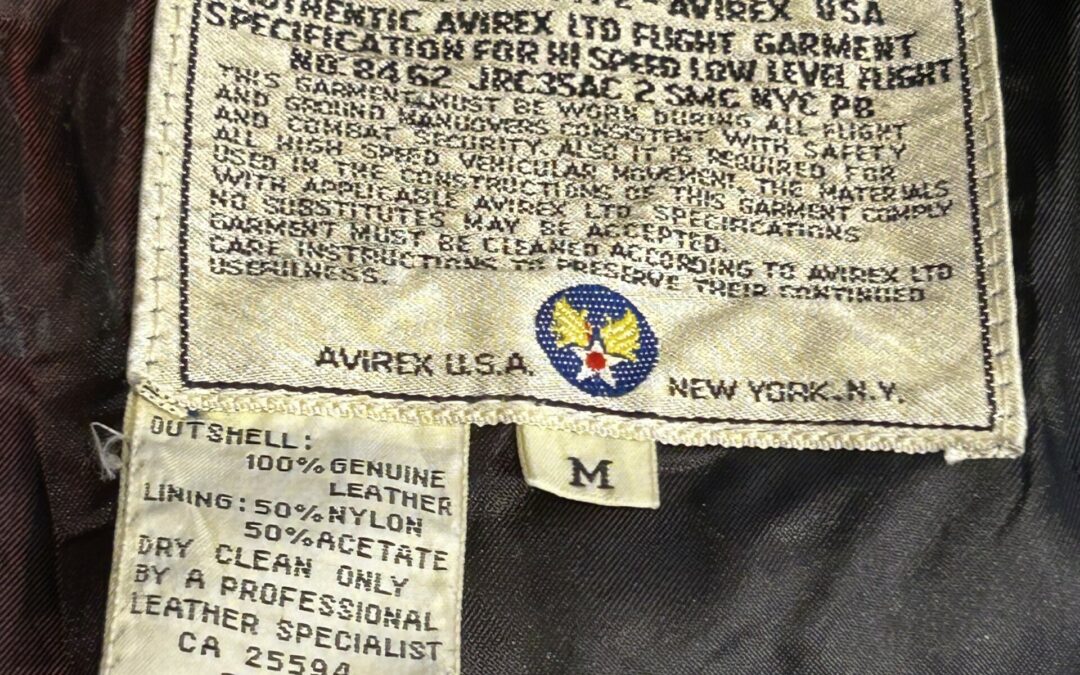 AVIREX USA
AUTHENTIC AVIREX LTD FLIGHT GARMENT
SPECIFICATION FOR HI SPEED LOW LEVEL FLIGHT
NO. 8462 JRC35AC 2 SMC NYC PB
THIS GARMENT MUST BE WORN DURING ALL FLIGHT
AND GROUND MANUOVERS CONSISTENT WITH SAFETY
AND COMBAT SECURITY. ALSO IT IS REQUIRED FOR
ALL HIGH SPEED VEHICULAR MOVEMENT. THE MATERIALS
USED IN THE CONSTRUCTIONS OF THIS GARMENT COMPLY
WITH APPLICABLE AVIREX LTD SPECIFICATIONS
NO SUBSTITUTES MAY BE ACCEPTED.
GARMENT MUST BE CLEANED ACCORDING TO AVIREX LTD
CARE INSTRUCTIONS TO PRESERVE THEIR CONTINUED
USEFULNESS.
AVIREX U.S.A. NEW YORK. N.Y.
OUTSHELL:
100% GENUINE
LEATHER
LINING: 50% NYLON
50% ACETATE
DRY CLEAN ONLY
BY A PROFESSIONAL
LEATHER SPECIALIST
CA 25594
M